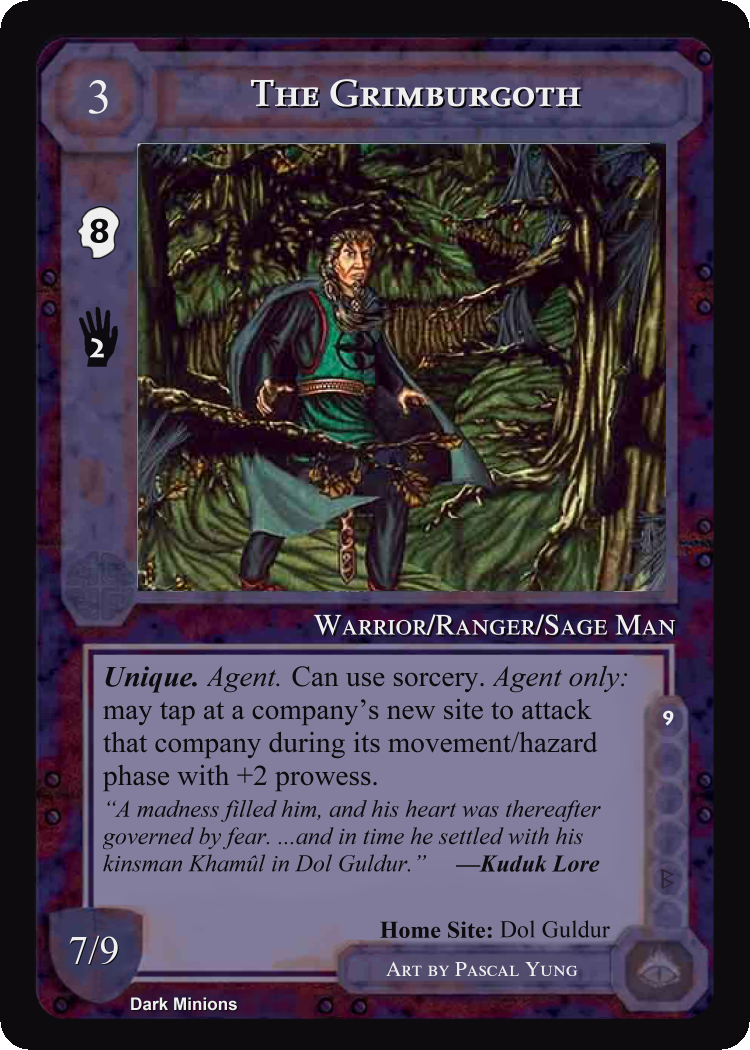 3
The Grimburgoth
8
2
Warrior/Ranger/Sage Man
Unique. Agent. Can use sorcery. Agent only:
may tap at a company's new site to attack
that company during its movement/hazard
phase with +2 prowess.
"A madness filled him, and his heart was thereafter
governed by fear. ...and in time he settled with his
kinsman Khamûl in Dol Guldur." —Kuduk Lore
9
Home Site: Dol Guldur
7/9
Art by Pascal Yung
Dark Minions